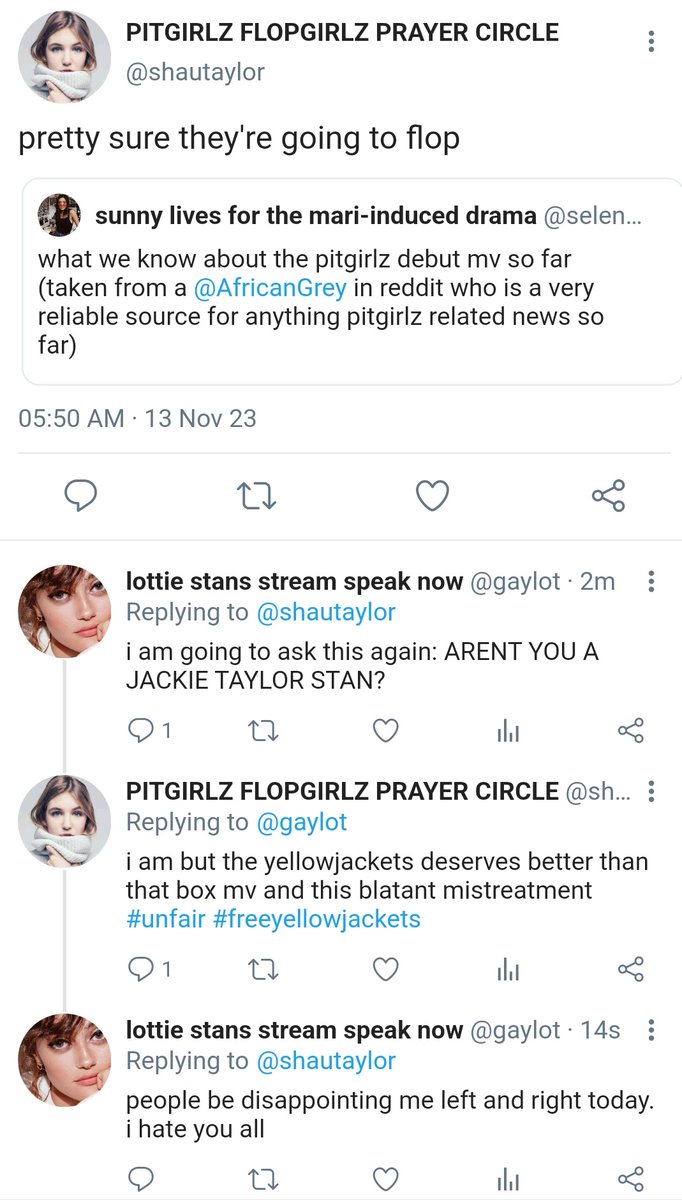 PITGIRLZ FLOPGIRLZ PRAYER CIRCLE
@shautaylor
pretty sure they're going to flop
sunny lives for the mari-induced drama @selen...
what we know about the pitgirlz debut mv so far
(taken from a @AfricanGrey in reddit who is a very
reliable source for anything pitgirlz related news so
far)
05:50 AM · 13 Nov 23
lottie stans stream speak now @gaylot · 2m
Replying to @shautaylor
i am going to ask this again: ARENT YOU A
JACKIE TAYLOR STAN?
1
PITGIRLZ FLOPGIRLZ PRAYER CIRCLE @sh...
Replying to @gaylot
i am but the yellowjackets deserves better than
that box mv and this blatant mistreatment
#unfair #freeyellowjackets
1
lottie stans stream speak now @gaylot · 14s
Replying to @shautaylor
people be disappointing me left and right today.
i hate you all